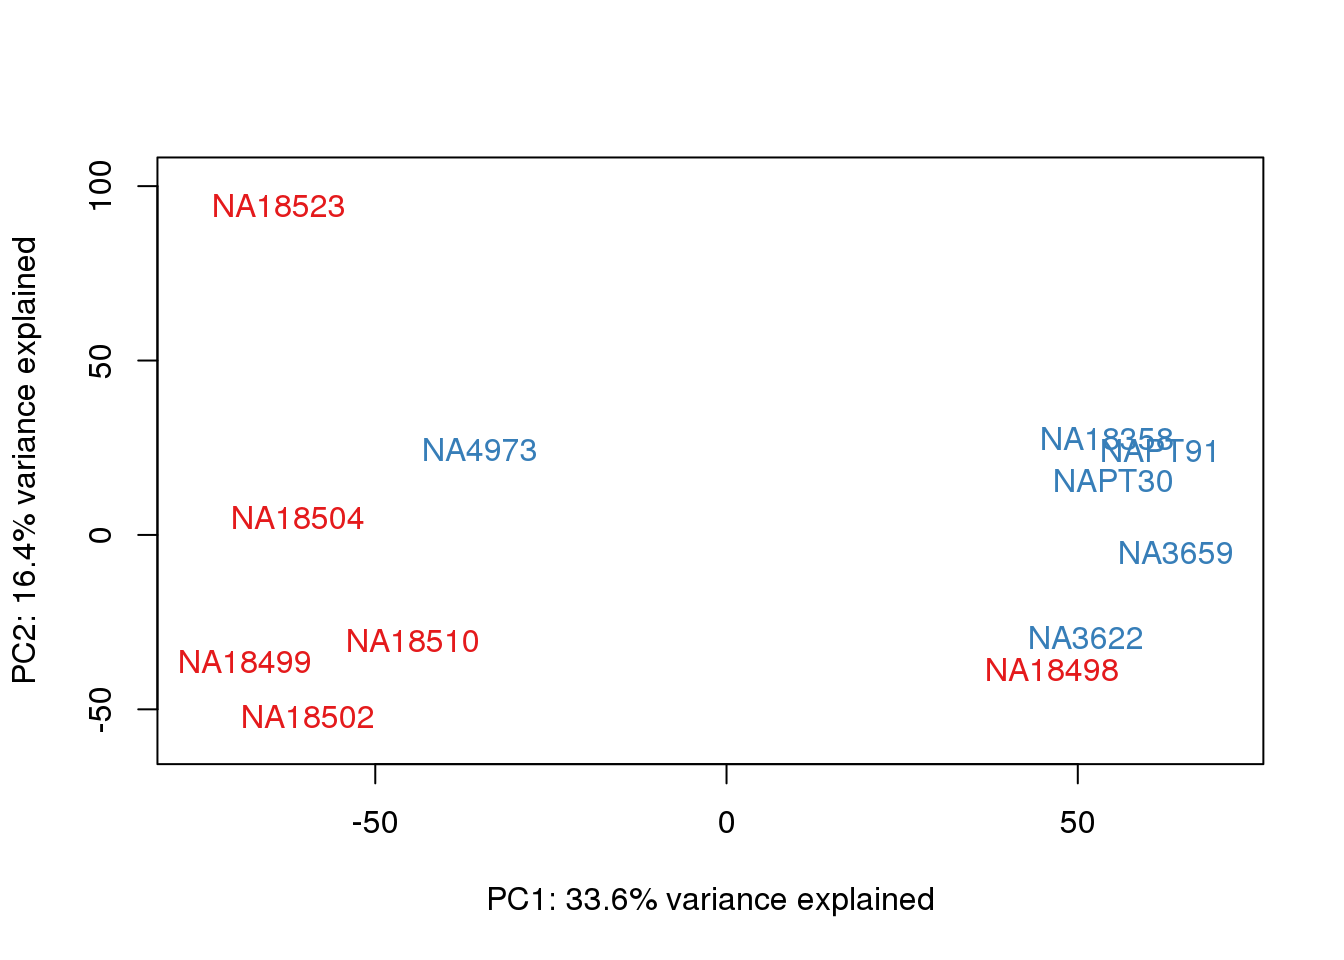 100
50
0
-50
PC2: 16.4% variance explained
NA18523
NA4973
NA18358
NAPT91
NAPT30
NA18504
NA3659
NA3622
NA18510
NA18499
NA18498
NA18502
-50
0
50
PC1: 33.6% variance explained